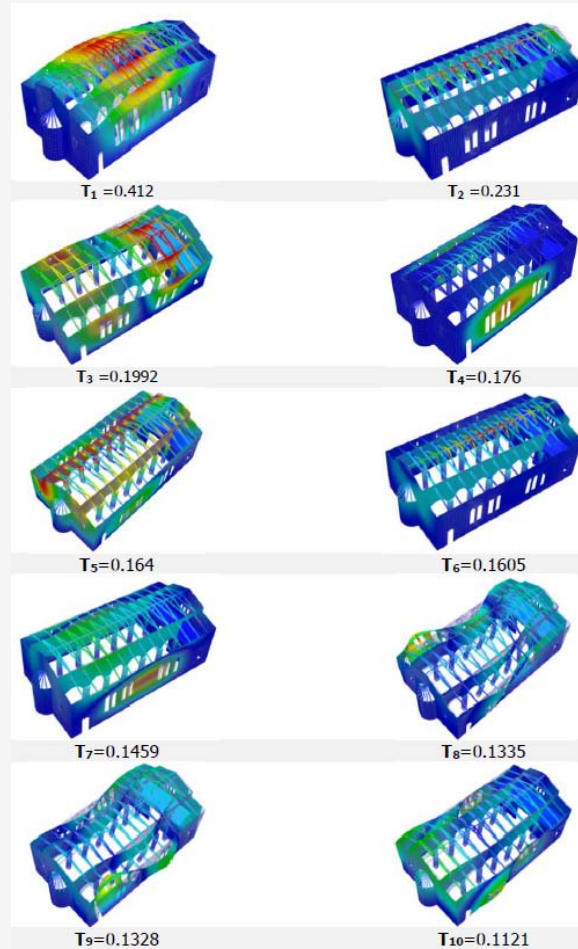 T₁ =0.412
T₂ =0.231
T₃ =0.1992
T₄=0.176
T₅=0.164
T₆=0.1605
T₇=0.1459
T₈=0.1335
T₉=0.1328
T₁₀=0.1121